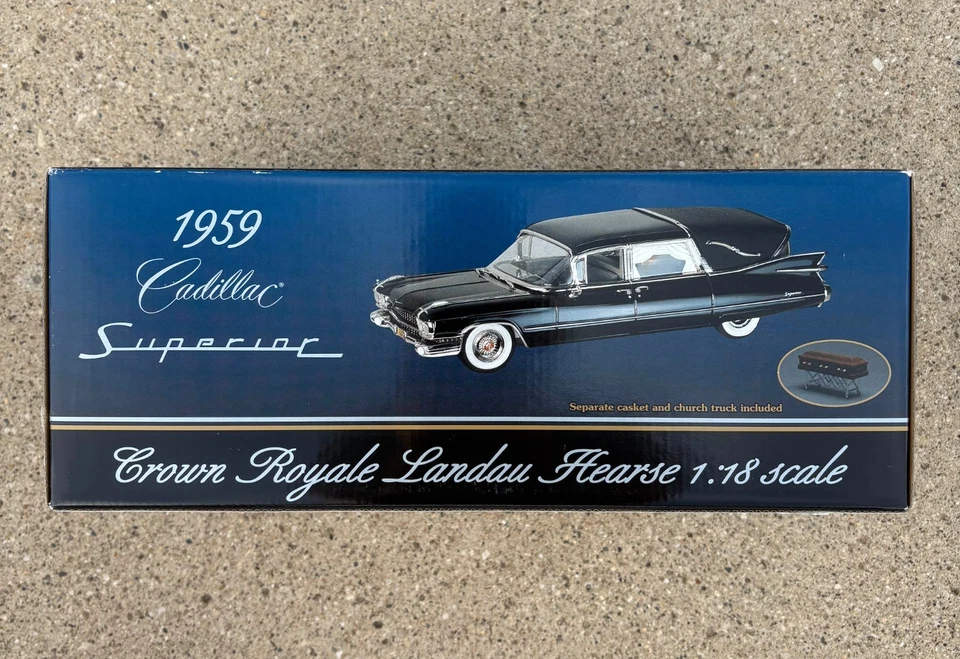 1959
Cadillac®
Superior
Separate casket and church truck included
Crown Royale Landau Hearse 1:18 scale